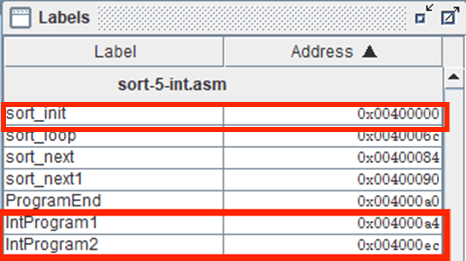 Labels
Label Address ▲
sort-5-int.asm
sort_init 0x00400000
sort_loop 0x0040006c
sort_next 0x00400084
sort_next1 0x00400090
ProgramEnd 0x004000a0
IntProgram1 0x004000a4
IntProgram2 0x004000ec